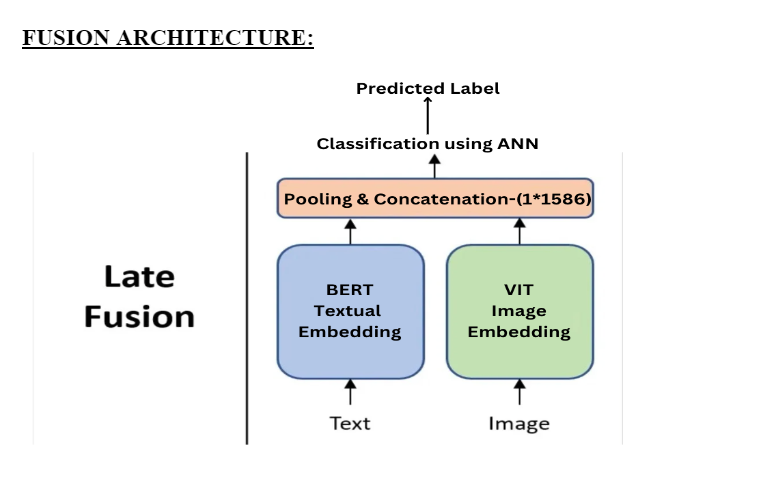 FUSION ARCHITECTURE:
Predicted Label
Classification using ANN
Pooling & Concatenation-(1*1586)
Late
Fusion
BERT
Textual
Embedding
VIT
Image
Embedding
Text
Image